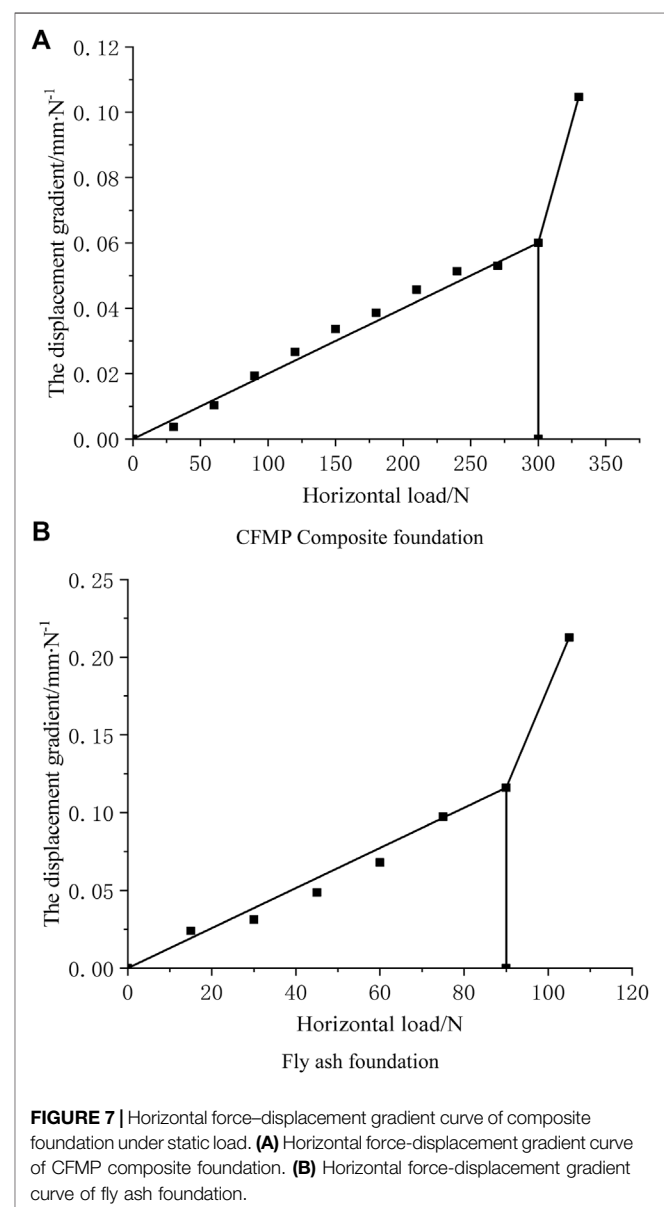 A
The displacement gradient/mm·N⁻¹
0.12
0.10
0.08
0.06
0.04
0.02
0.00
0 50 100 150 200 250 300 350
Horizontal load/N
CFMP Composite foundation
B
The displacement gradient/mm·N⁻¹
0.25
0.20
0.15
0.10
0.05
0.00
0 20 40 60 80 100 120
Horizontal load/N
Fly ash foundation
FIGURE 7 | Horizontal force–displacement gradient curve of composite
foundation under static load. (A) Horizontal force-displacement gradient curve
of CFMP composite foundation. (B) Horizontal force-displacement gradient
curve of fly ash foundation.